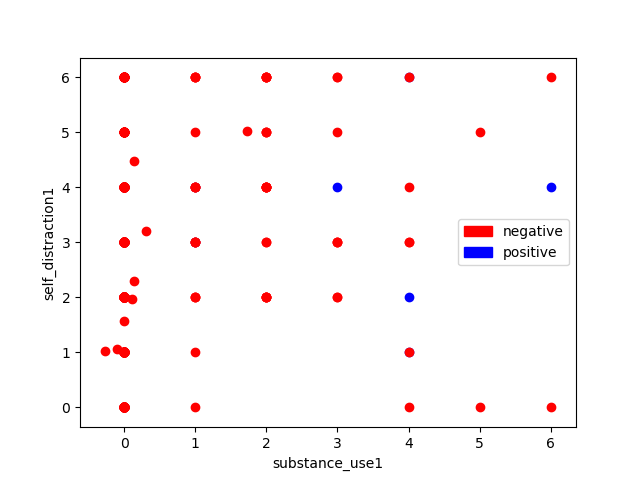 6
5
4
3
2
1
0
self_distraction1
negative
positive
0 1 2 3 4 5 6
substance_use1